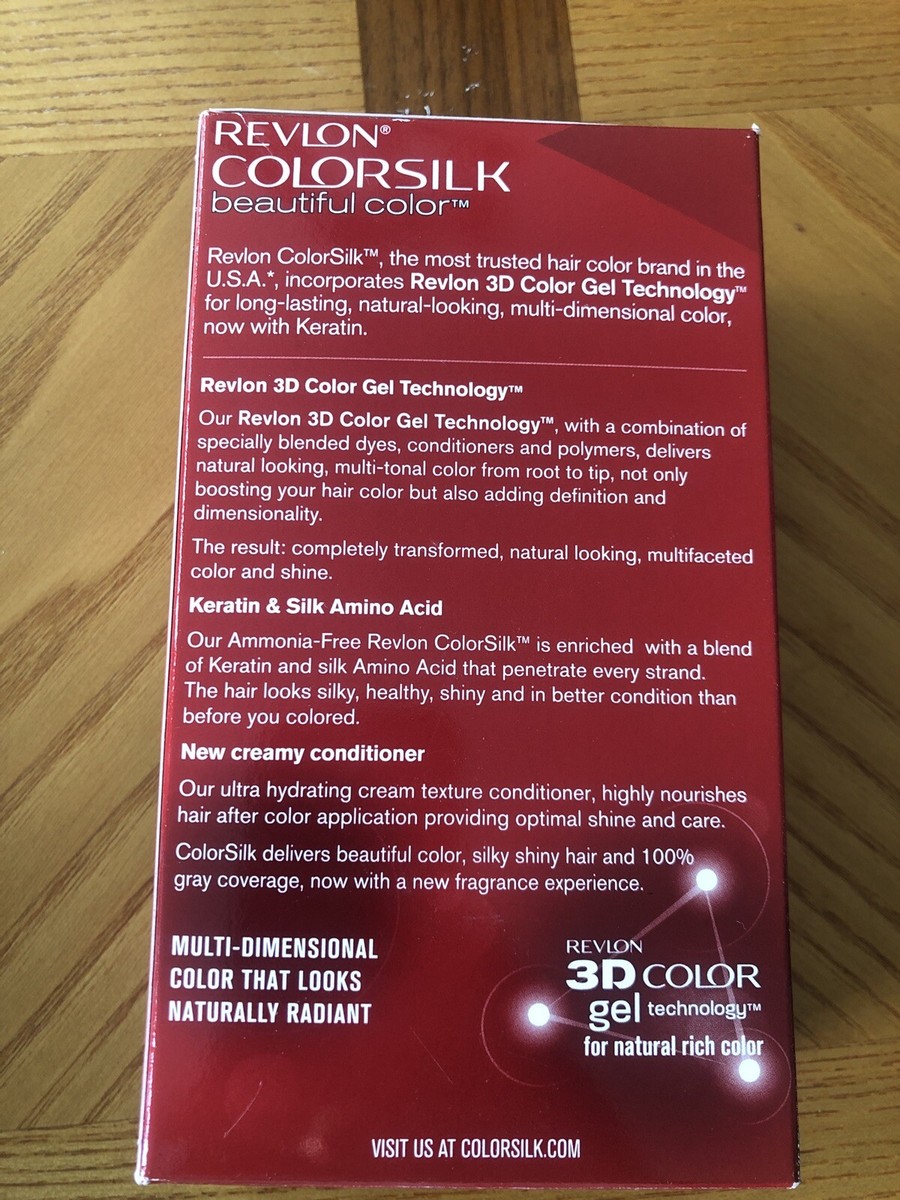 REVLON®
COLORSILK
beautiful color™
Revlon ColorSilk™, the most trusted hair color brand in the
U.S.A.*, incorporates Revlon 3D Color Gel Technology™
for long-lasting, natural-looking, multi-dimensional color,
now with Keratin.
Revlon 3D Color Gel Technology™
Our Revlon 3D Color Gel Technology™, with a combination of
specially blended dyes, conditioners and polymers, delivers
natural looking, multi-tonal color from root to tip, not only
boosting your hair color but also adding definition and
dimensionality.
The result: completely transformed, natural looking, multifaceted
color and shine.
Keratin & Silk Amino Acid
Our Ammonia-Free Revlon ColorSilk™ is enriched with a blend
of Keratin and silk Amino Acid that penetrate every strand.
The hair looks silky, healthy, shiny and in better condition than
before you colored.
New creamy conditioner
Our ultra hydrating cream texture conditioner, highly nourishes
hair after color application providing optimal shine and care.
ColorSilk delivers beautiful color, silky shiny hair and 100%
gray coverage, now with a new fragrance experience.
MULTI-DIMENSIONAL
COLOR THAT LOOKS
NATURALLY RADIANT
REVLON
3D COLOR
gel technology™
for natural rich color
VISIT US AT COLORSILK.COM